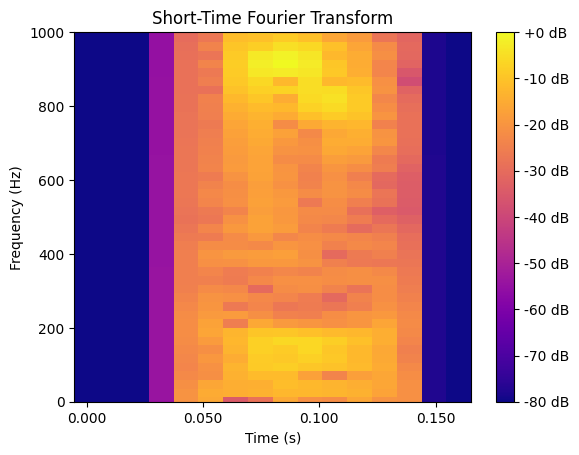 Short-Time Fourier Transform
1000
800
600
400
200
0
Frequency (Hz)
0.000
0.050
0.100
0.150
Time (s)
+0 dB
-10 dB
-20 dB
-30 dB
-40 dB
-50 dB
-60 dB
-70 dB
-80 dB